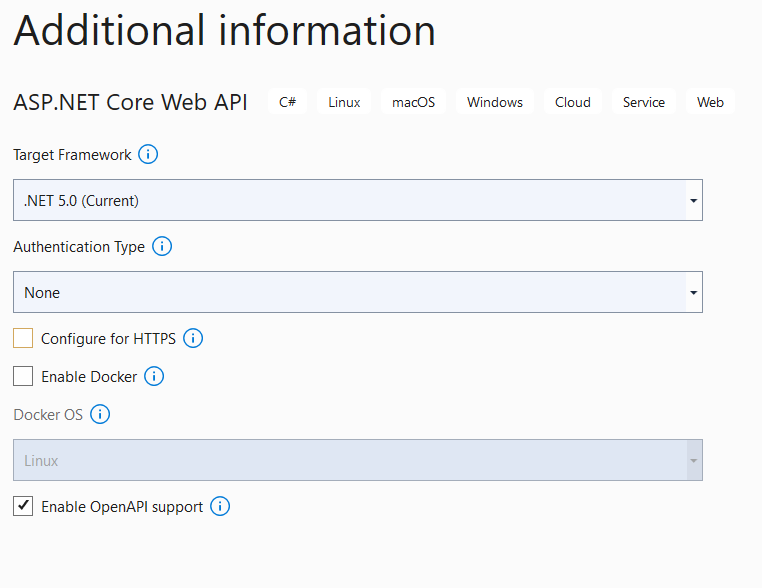 Additional information
ASP.NET Core Web API C# Linux macOS Windows Cloud Service Web
Target Framework
.NET 5.0 (Current)
Authentication Type
None
Configure for HTTPS
Enable Docker
Docker OS
Linux
Enable OpenAPI support